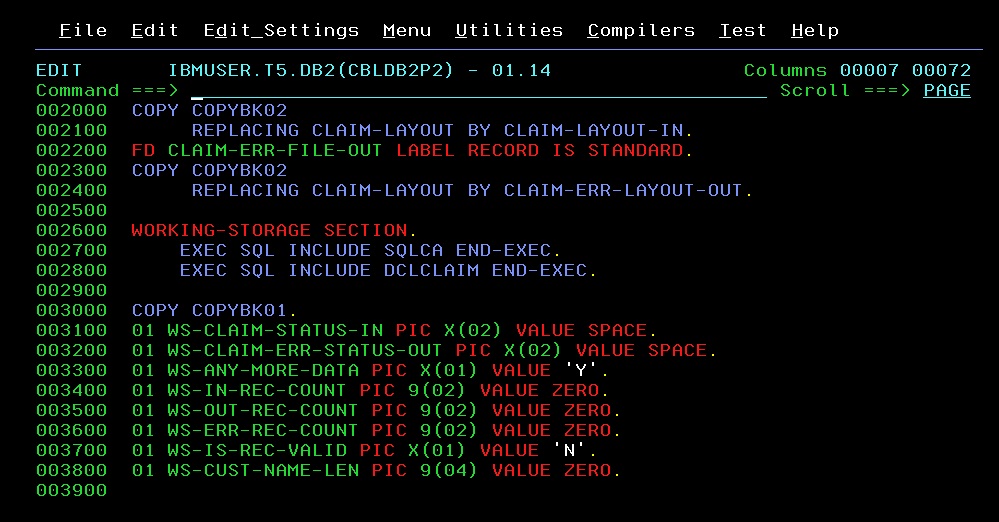 File  Edit  Edit_Settings  Menu  Utilities  Compilers  Test  Help
EDIT       IBMUSER.T5.DB2(CBLDB2P2) - 01.14                Columns 00007 00072
Command ===>                                                  Scroll ===> PAGE
002000  COPY COPYBK02
002100       REPLACING CLAIM-LAYOUT BY CLAIM-LAYOUT-IN.
002200  FD CLAIM-ERR-FILE-OUT LABEL RECORD IS STANDARD.
002300  COPY COPYBK02
002400       REPLACING CLAIM-LAYOUT BY CLAIM-ERR-LAYOUT-OUT.
002500
002600  WORKING-STORAGE SECTION.
002700      EXEC SQL INCLUDE SQLCA END-EXEC.
002800      EXEC SQL INCLUDE DCLCLAIM END-EXEC.
002900
003000  COPY COPYBK01.
003100  01 WS-CLAIM-STATUS-IN PIC X(02) VALUE SPACE.
003200  01 WS-CLAIM-ERR-STATUS-OUT PIC X(02) VALUE SPACE.
003300  01 WS-ANY-MORE-DATA PIC X(01) VALUE 'Y'.
003400  01 WS-IN-REC-COUNT PIC 9(02) VALUE ZERO.
003500  01 WS-OUT-REC-COUNT PIC 9(02) VALUE ZERO.
003600  01 WS-ERR-REC-COUNT PIC 9(02) VALUE ZERO.
003700  01 WS-IS-REC-VALID PIC X(01) VALUE 'N'.
003800  01 WS-CUST-NAME-LEN PIC 9(04) VALUE ZERO.
003900